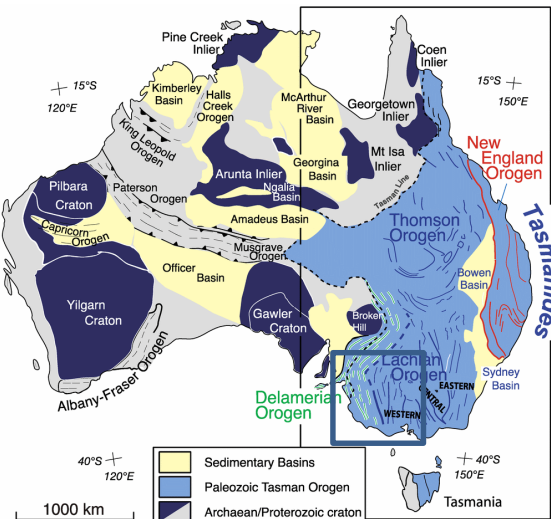 Pine Creek
Inlier
Coen
Inlier
15°S
120°E
15°S
150°E
Kimberley
Basin
Halls
Creek
Orogen
McArthur
River
Basin
Georgetown
Inlier
King Leopold
Orogen
New
England
Orogen
Mt Isa
Inlier
Georgina
Basin
Arunta Inlier
Ngalia
Basin
Pilbara
Craton
Paterson
Orogen
Tasman Line
Tasmanides
Amadeus Basin
Thomson
Orogen
Capricorn
Orogen
Musgrave
Orogen
Officer
Basin
Bowen
Basin
Yilgarn
Craton
Gawler
Craton
Broken
Hill
Lachlan
Orogen
Sydney
Basin
Albany-Fraser Orogen
Delamerian
Orogen
EASTERN
CENTRAL
WESTERN
40°S
120°E
40°S
150°E
Sedimentary Basins
Paleozoic Tasman Orogen
Archaean/Proterozoic craton
1000 km
Tasmania